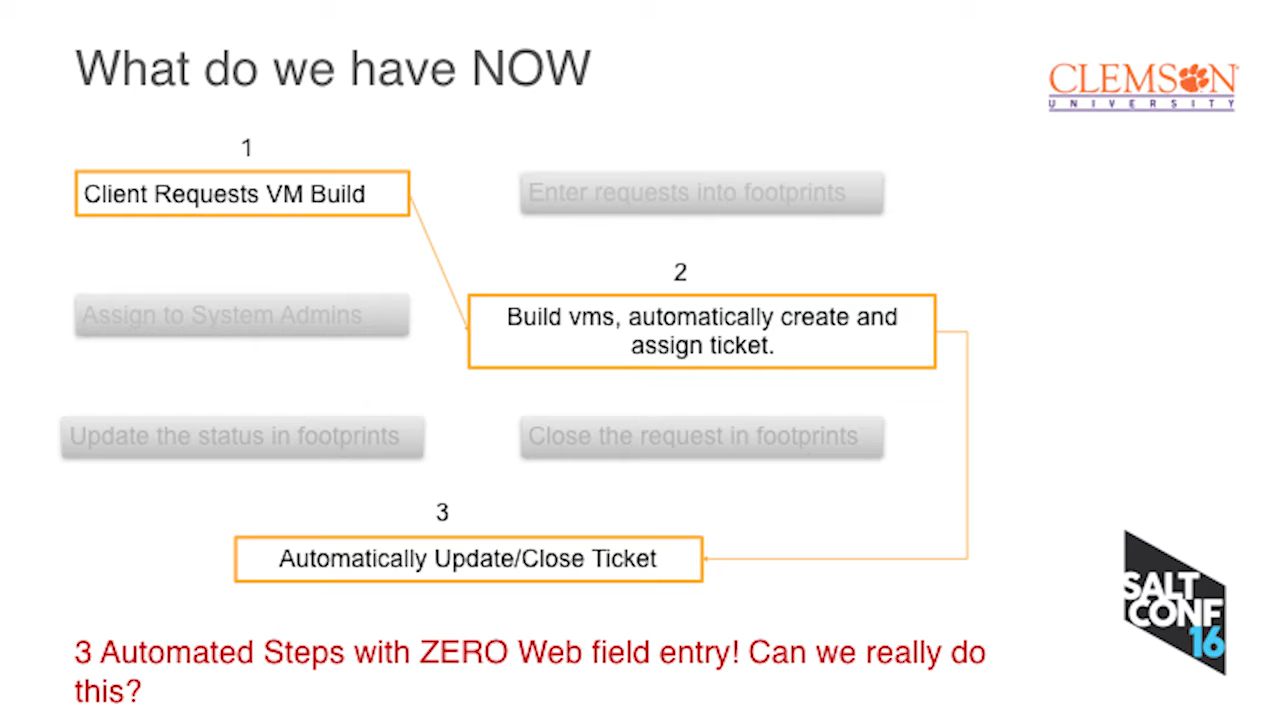 What do we have NOW
CLEMSON
UNIVERSITY
1
Client Requests VM Build
Enter requests into footprints
2
Assign to System Admins
Build vms, automatically create and
assign ticket.
Update the status in footprints
Close the request in footprints
3
Automatically Update/Close Ticket
SALT
CONF
16
3 Automated Steps with ZERO Web field entry! Can we really do
this?